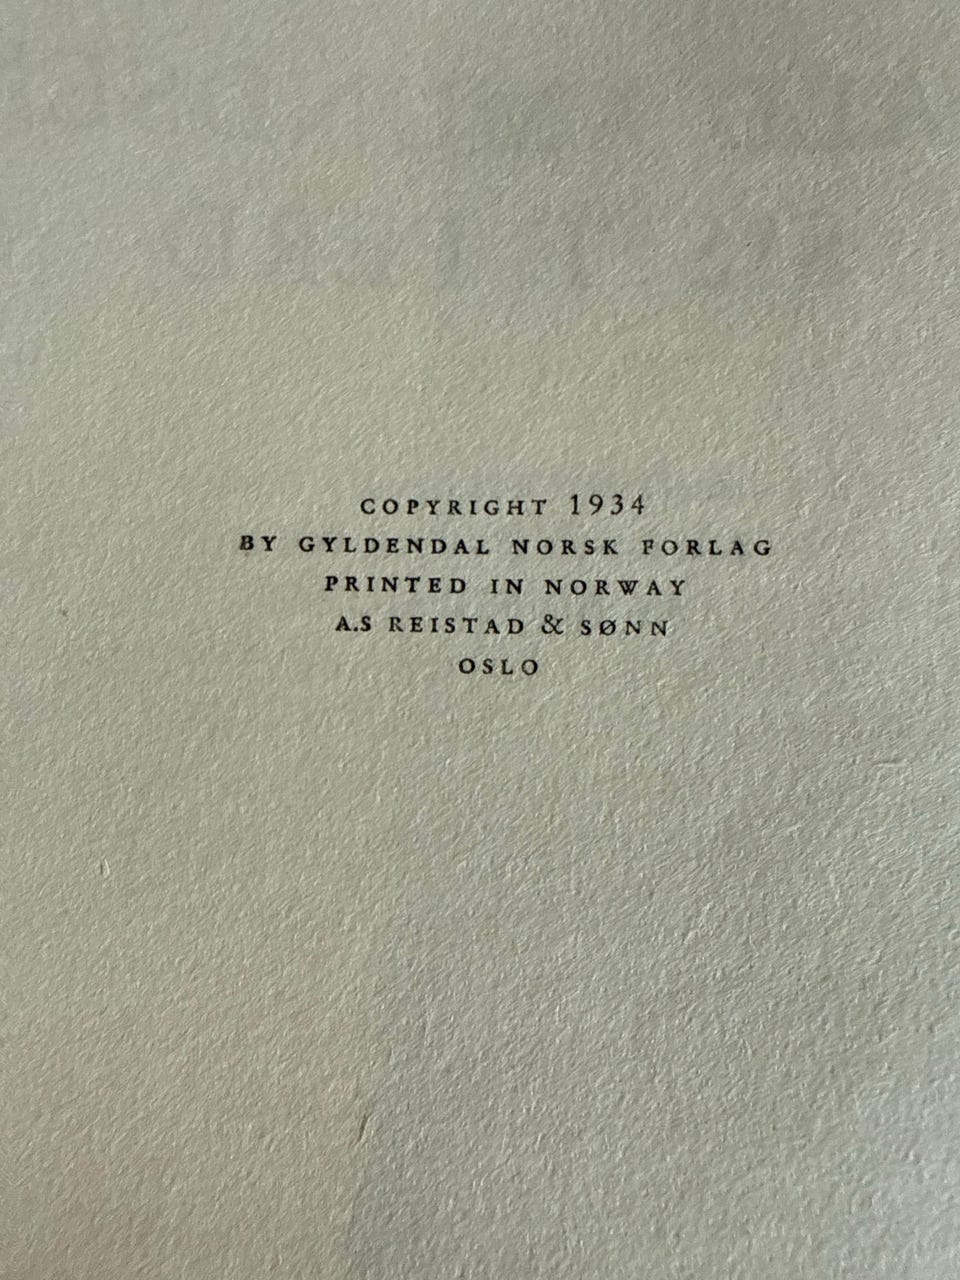 COPYRIGHT 1934
BY GYLDENDAL NORSK FORLAG
PRINTED IN NORWAY
A.S REISTAD & SØNN
OSLO